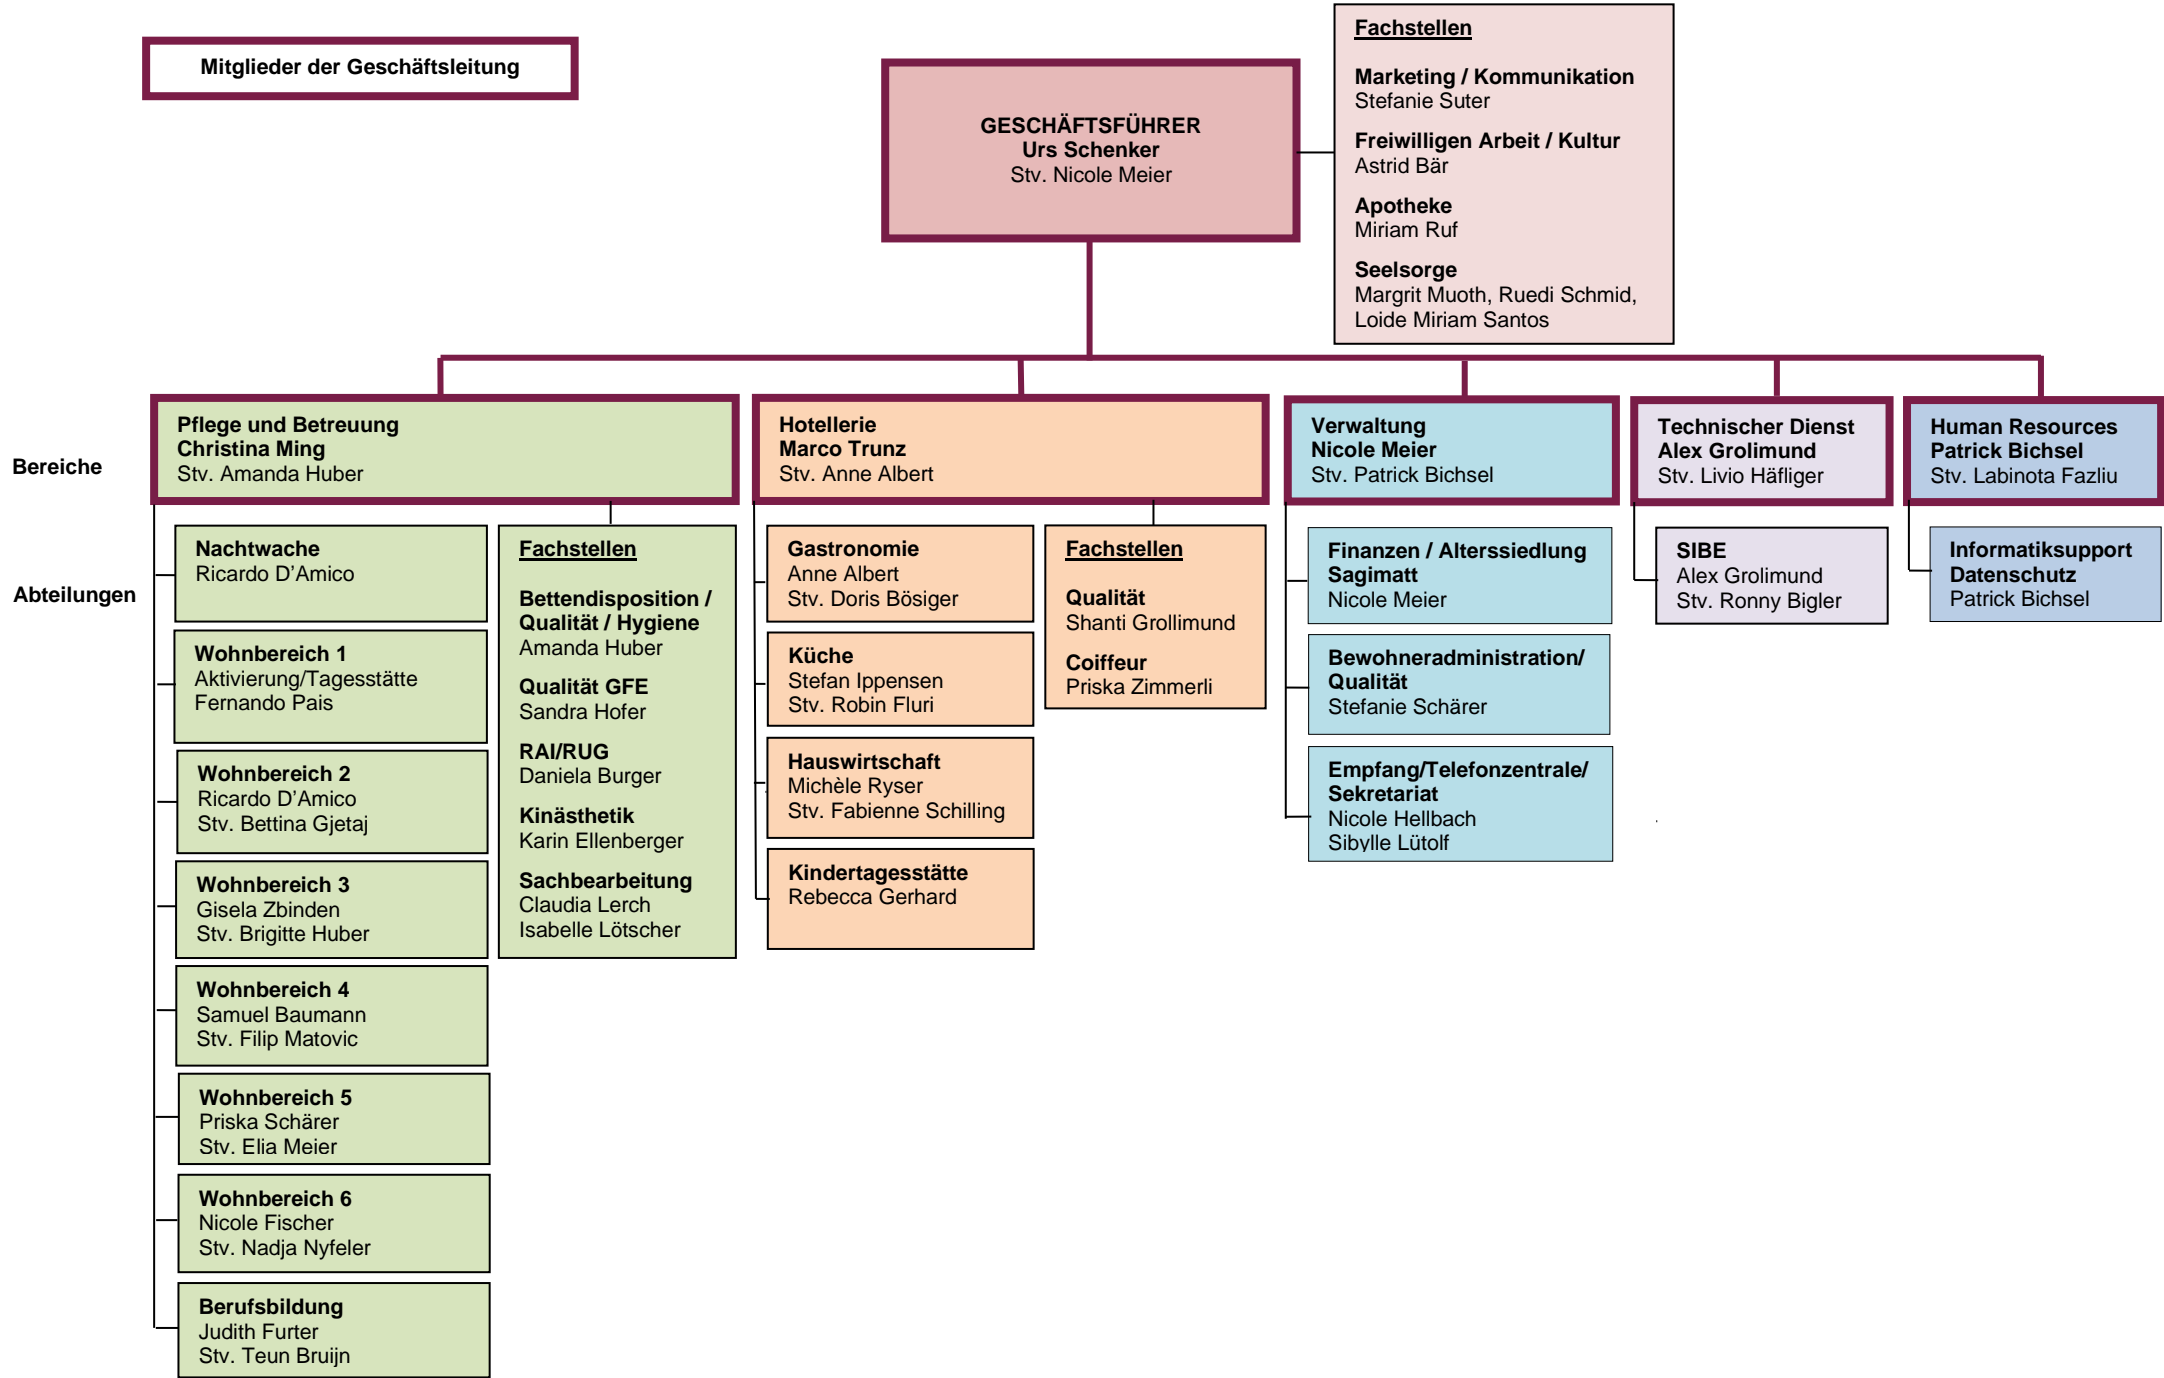 Mitglieder der Geschäftsleitung
GESCHÄFTSFÜHRER
Urs Schenker
Stv. Nicole Meier
Fachstellen
Marketing / Kommunikation
Stefanie Suter
Freiwilligen Arbeit / Kultur
Astrid Bär
Apotheke
Miriam Ruf
Seelsorge
Margrit Muoth, Ruedi Schmid,
Loide Miriam Santos
Bereiche
Pflege und Betreuung
Christina Ming
Stv. Amanda Huber
Hotellerie
Marco Trunz
Stv. Anne Albert
Verwaltung
Nicole Meier
Stv. Patrick Bichsel
Technischer Dienst
Alex Grolimund
Stv. Livio Häfliger
Human Resources
Patrick Bichsel
Stv. Labinota Fazliu
Abteilungen
Nachtwache
Ricardo D’Amico
Wohnbereich 1
Aktivierung/Tagesstätte
Fernando Pais
Wohnbereich 2
Ricardo D’Amico
Stv. Bettina Gjetaj
Wohnbereich 3
Gisela Zbinden
Stv. Brigitte Huber
Wohnbereich 4
Samuel Baumann
Stv. Filip Matovic
Wohnbereich 5
Priska Schärer
Stv. Elia Meier
Wohnbereich 6
Nicole Fischer
Stv. Nadja Nyfeler
Berufsbildung
Judith Furter
Stv. Teun Bruijn
Fachstellen
Bettendisposition /
Qualität / Hygiene
Amanda Huber
Qualität GFE
Sandra Hofer
RAI/RUG
Daniela Burger
Kinästhetik
Karin Ellenberger
Sachbearbeitung
Claudia Lerch
Isabelle Lötscher
Gastronomie
Anne Albert
Stv. Doris Bösiger
Küche
Stefan Ippensen
Stv. Robin Fluri
Hauswirtschaft
Michèle Ryser
Stv. Fabienne Schilling
Kindertagesstätte
Rebecca Gerhard
Fachstellen
Qualität
Shanti Grollimund
Coiffeur
Priska Zimmerli
Finanzen / Alterssiedlung
Sagimatt
Nicole Meier
Bewohneradministration/
Qualität
Stefanie Schärer
Empfang/Telefonzentrale/
Sekretariat
Nicole Hellbach
Sibylle Lütolf
SIBE
Alex Grolimund
Stv. Ronny Bigler
Informatiksupport
Datenschutz
Patrick Bichsel